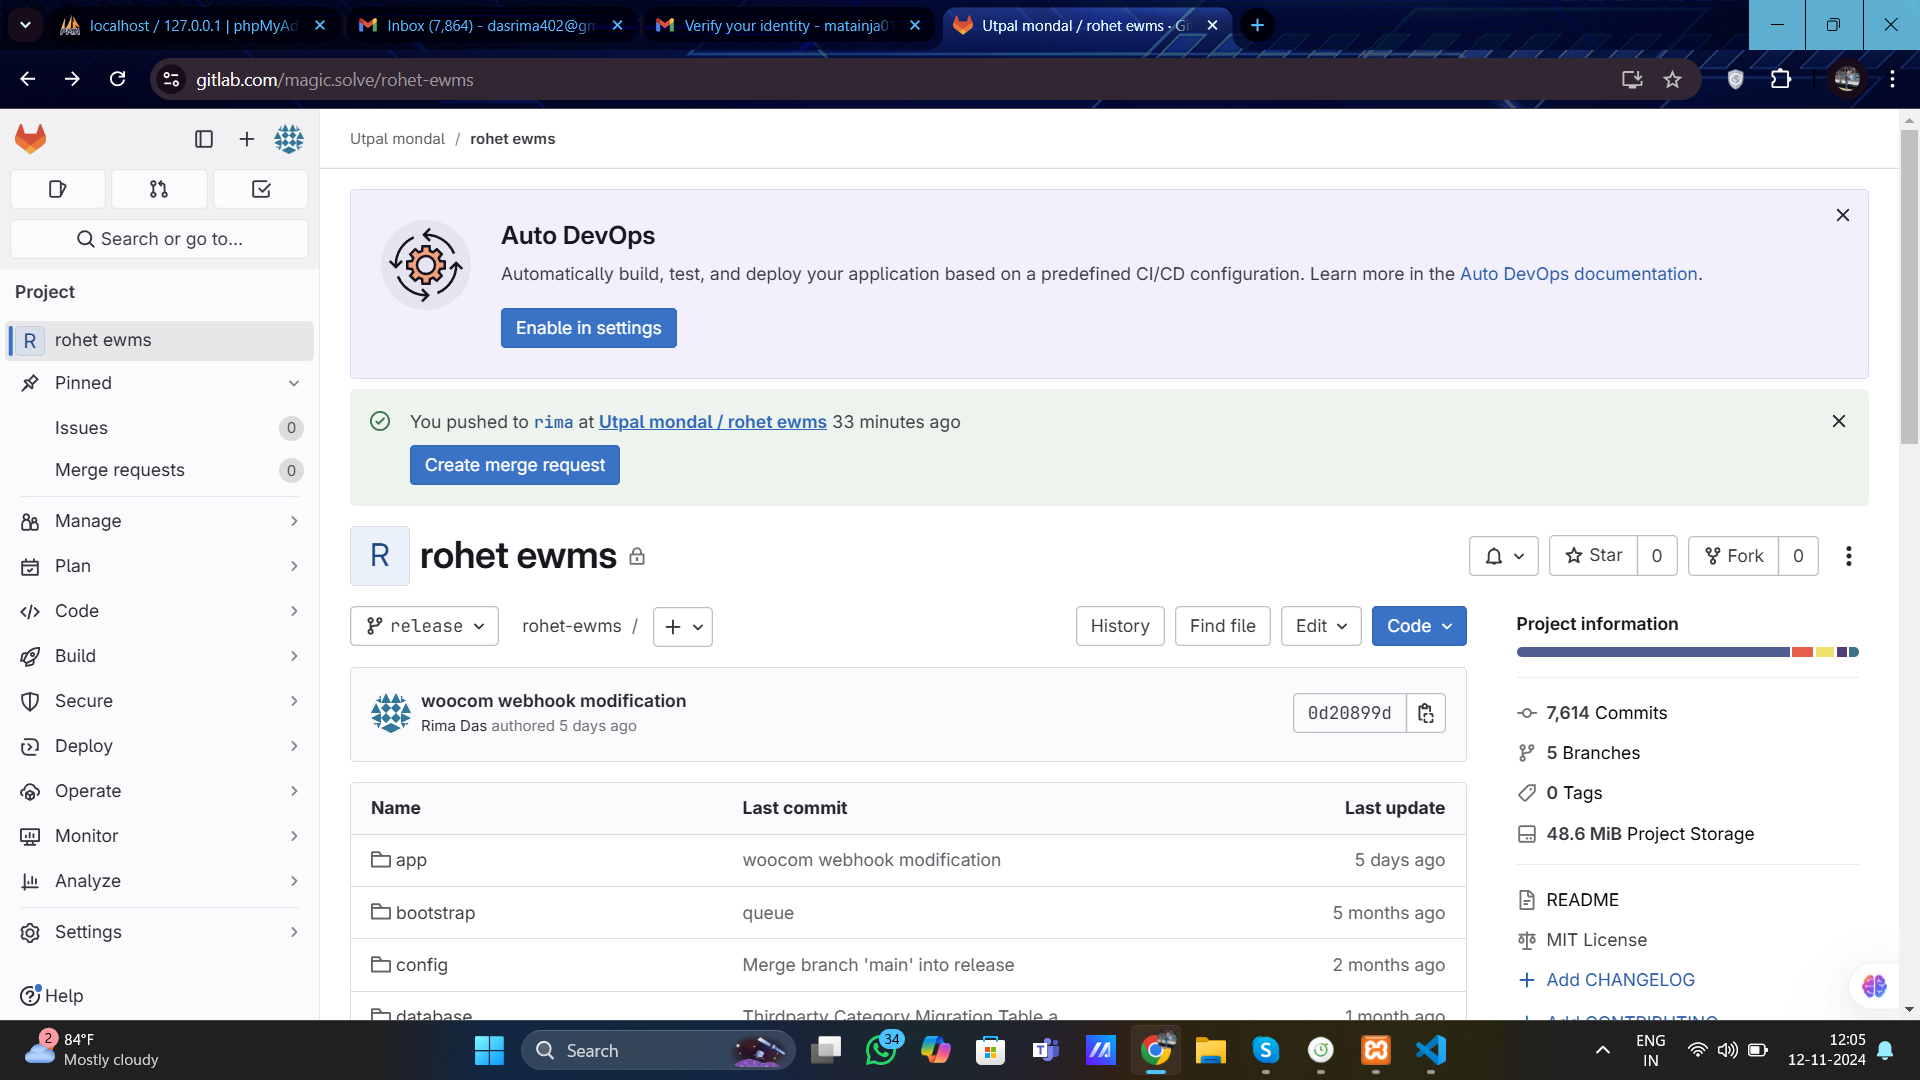 localhost / 127.0.0.1 | phpMyAd
Inbox (7,864) - dasrima402@gm
Verify your identity - matainja01
Utpal mondal / rohet ewms · Gi
gitlab.com/magic.solve/rohet-ewms
Utpal mondal / rohet ewms
Search or go to...
Project
R rohet ewms
Pinned
Issues 0
Merge requests 0
Manage
Plan
Code
Build
Secure
Deploy
Operate
Monitor
Analyze
Settings
Help
Auto DevOps
Automatically build, test, and deploy your application based on a predefined CI/CD configuration. Learn more in the Auto DevOps documentation.
Enable in settings
You pushed to rima at Utpal mondal / rohet ewms 33 minutes ago
Create merge request
R rohet ewms
Star 0
Fork 0
release
rohet-ewms /
History
Find file
Edit
Code
woocom webhook modification
Rima Das authored 5 days ago
0d20899d
Name Last commit Last update
app woocom webhook modification 5 days ago
bootstrap queue 5 months ago
config Merge branch 'main' into release 2 months ago
database Thirdparty Category Migration Table a 1 month ago
Project information
7,614 Commits
5 Branches
0 Tags
48.6 MiB Project Storage
README
MIT License
Add CHANGELOG
Add CONTRIBUTING
2
84°F
Mostly cloudy
Search
34
ENG
IN
12:05
12-11-2024